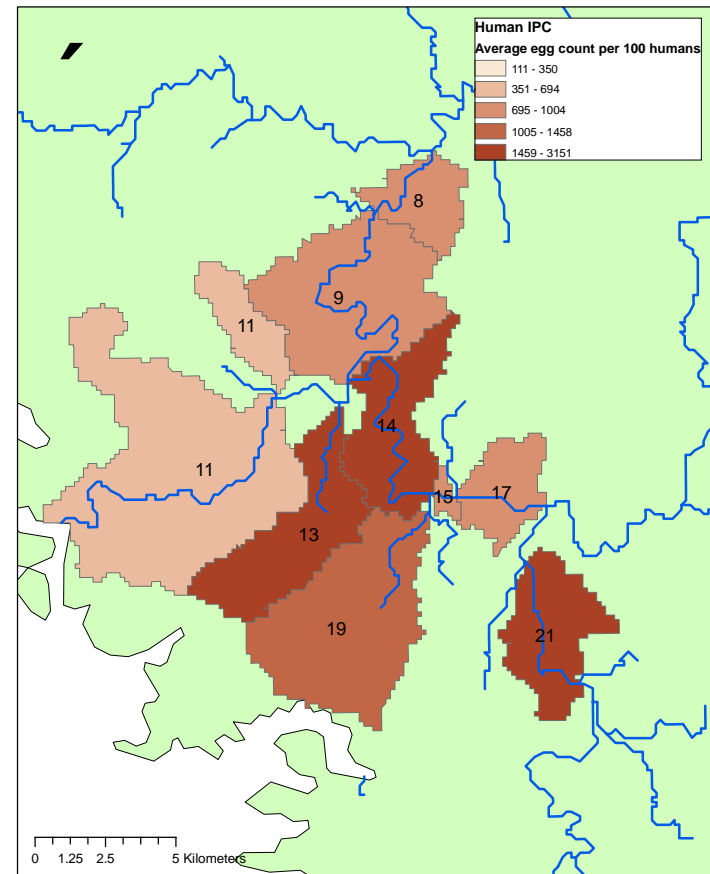 Human IPC
Average egg count per 100 humans
111 - 350
351 - 694
695 - 1004
1005 - 1458
1459 - 3151
8
9
11
14
11
15
17
13
19
21
0 1.25 2.5 5 Kilometers